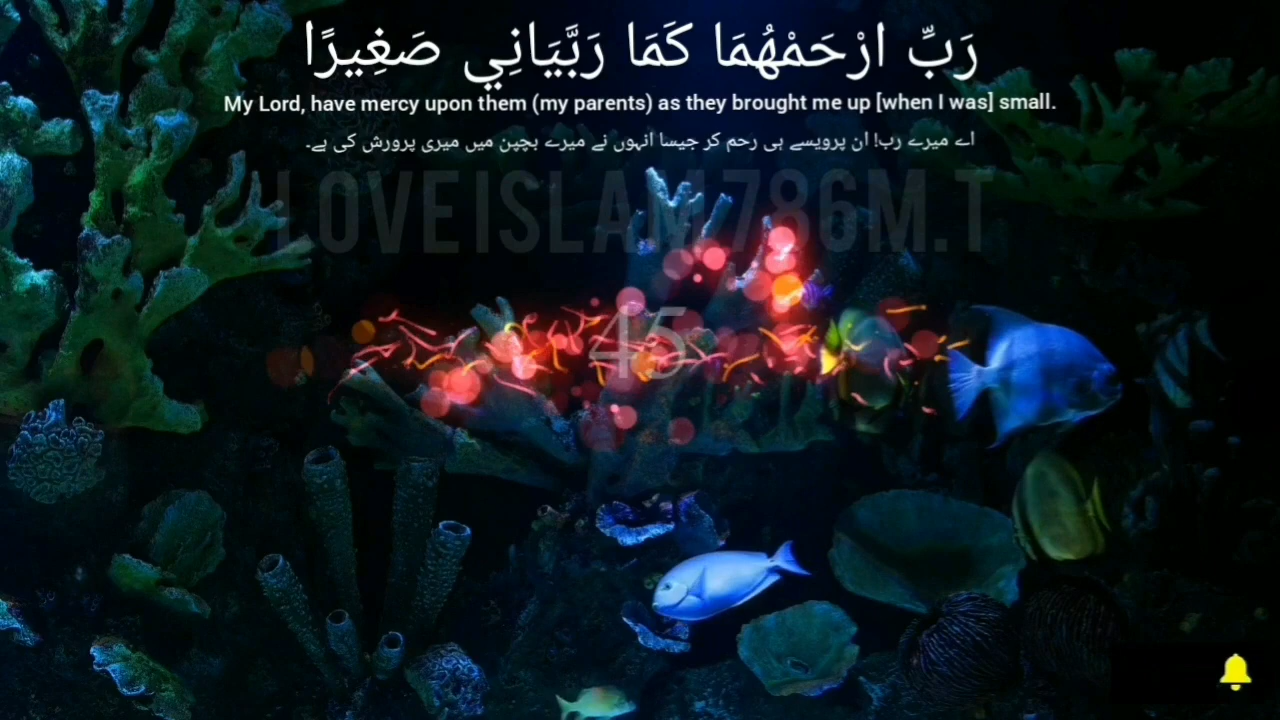 رَبِّ ارْحَمْهُمَا كَمَا رَبَّيَانِي صَغِيرًا
My Lord, have mercy upon them (my parents) as they brought me up [when I was] small.
اے میرے رب! ان پرویسے ہی رحم کر جیسا انہوں نے میرے بچپن میں میری پرورش کی ہے۔
ILOVEISLAM786M.T
45